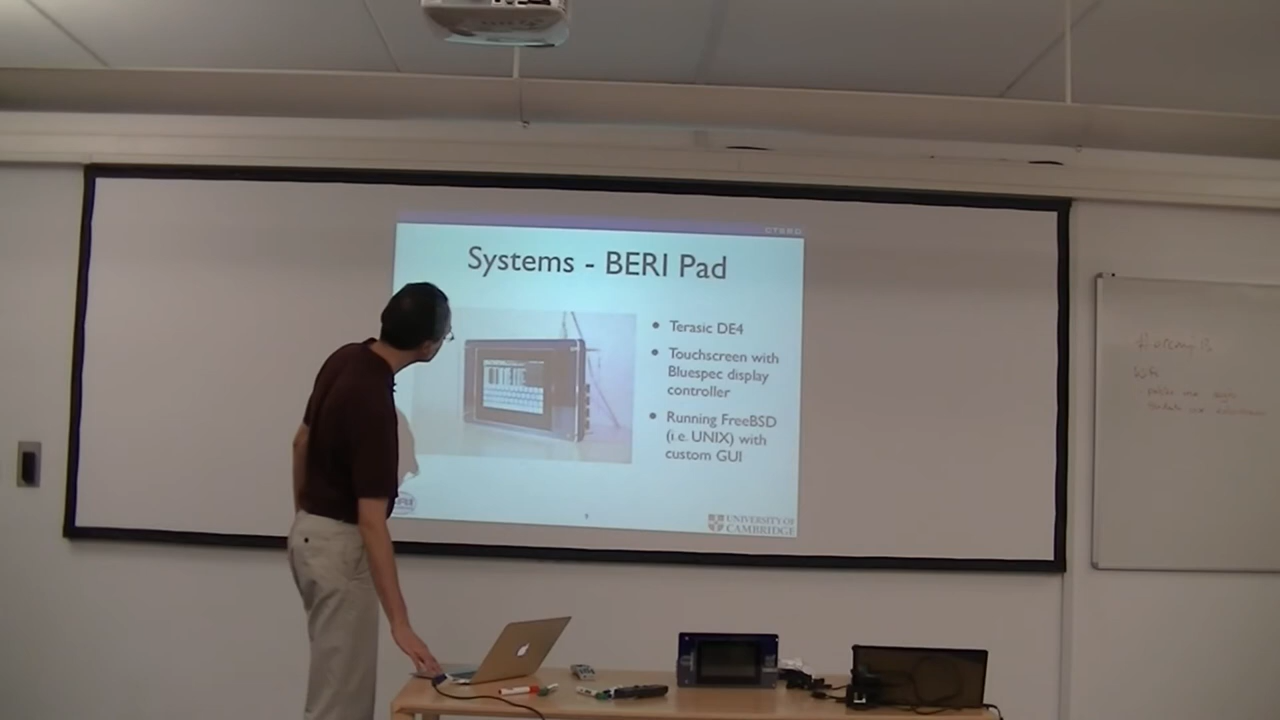 CTSRD
Systems - BERI Pad
• Terasic DE4
• Touchscreen with
Bluespec display
controller
• Running FreeBSD
(i.e. UNIX) with
custom GUI
UNIVERSITY OF
CAMBRIDGE